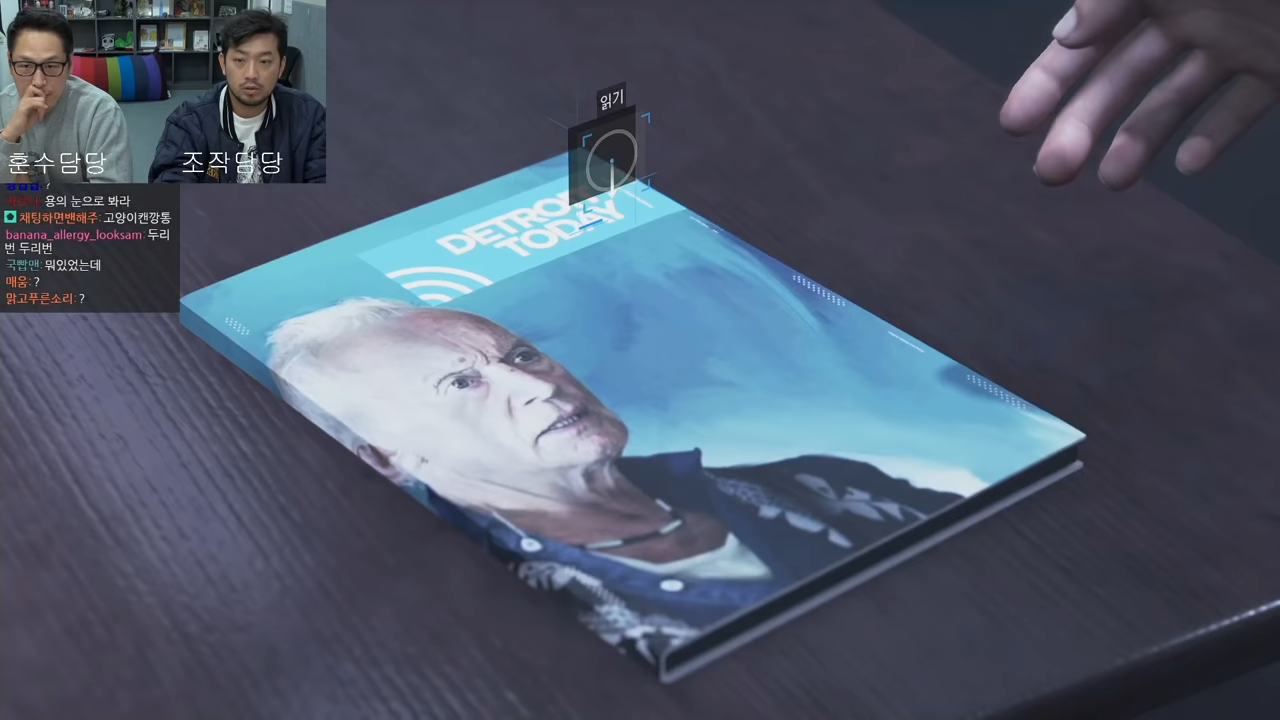 훈수담당
조작담당
?
용의 눈으로 봐라
채팅하면밴해주: 고양이캔깡통
banana_allergy_looksam: 두리
번 두리번
국빱맨: 뭐있었는데
매움: ?
맑고푸른소리: ?
읽기
DETROIT
TODAY